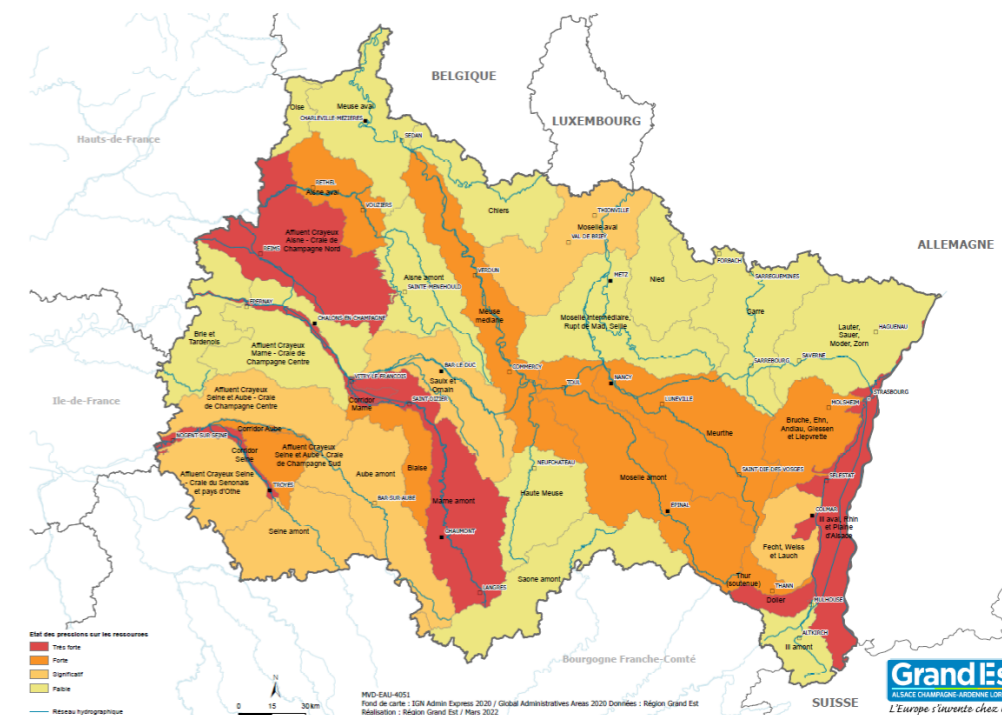 BELGIQUE
LUXEMBOURG
ALLEMAGNE
SUISSE
Hauts-de-France
Ile-de-France
Bourgogne Franche-Comté
Oise
Meuse aval
CHARLEVILLE-MEZIERES
SEDAN
RETHEL
Aisne aval
VOUZIERS
Chiers
THIONVILLE
Moselle aval
VAL DE BRIEY
Affluent Crayeux
Aisne - Craie de
Champagne Nord
REIMS
Aisne amont
SAINTE-MENEHOULD
VERDUN
Meuse
médiane
METZ
Nied
FORBACH
SARREGUEMINES
Sarre
Moselle Intermédiaire,
Rupt de Mad, Seille
Lauter,
Sauer,
Moder, Zorn
HAGUENAU
EPERNAY
CHALONS-EN-CHAMPAGNE
Brie et
Tardenois
Affluent Crayeux
Marne - Craie de
Champagne Centre
BAR-LE-DUC
Saulx et
Ornain
COMMERCY
SARREBOURG
SAVERNE
STRASBOURG
VITRY-LE-FRANCOIS
SAINT-DIZIER
Corridor
Marne
TOUL
NANCY
LUNEVILLE
MOLSHEIM
Affluent Crayeux
Seine et Aube - Craie
de Champagne Centre
Corridor Aube
NOGENT-SUR-SEINE
Corridor
Seine
Affluent Crayeux
Seine et Aube - Craie
de Champagne Sud
Bruche, Ehn,
Andlau, Giessen
et Liepvrette
Meurthe
Affluent Crayeux Seine
- Craie du Senonais
et pays d'Othe
TROYES
Aube amont
Blaise
NEUFCHATEAU
SAINT-DIE-DES-VOSGES
SELESTAT
Haute Meuse
Moselle amont
BAR-SUR-AUBE
Marne amont
EPINAL
COLMAR
Ill aval, Rhin
et Plaine
d'Alsace
Seine amont
CHAUMONT
Fecht, Weiss
et Lauch
Saone amont
LANGRES
Thur
(soutenue)
THANN
Doller
MULHOUSE
ALTKIRCH
Ill amont
Etat des pressions sur les ressources
Très forte
Forte
Significatif
Faible
Réseau hydrographique
N
0 15 30 km
MVD-EAU-4051
Fond de carte : IGN Admin Express 2020 / Global Administratives Areas 2020 Données : Région Grand Est
Réalisation : Région Grand Est / Mars 2022
Grand Es
ALSACE CHAMPAGNE-ARDENNE LOR
L'Europe s'invente chez